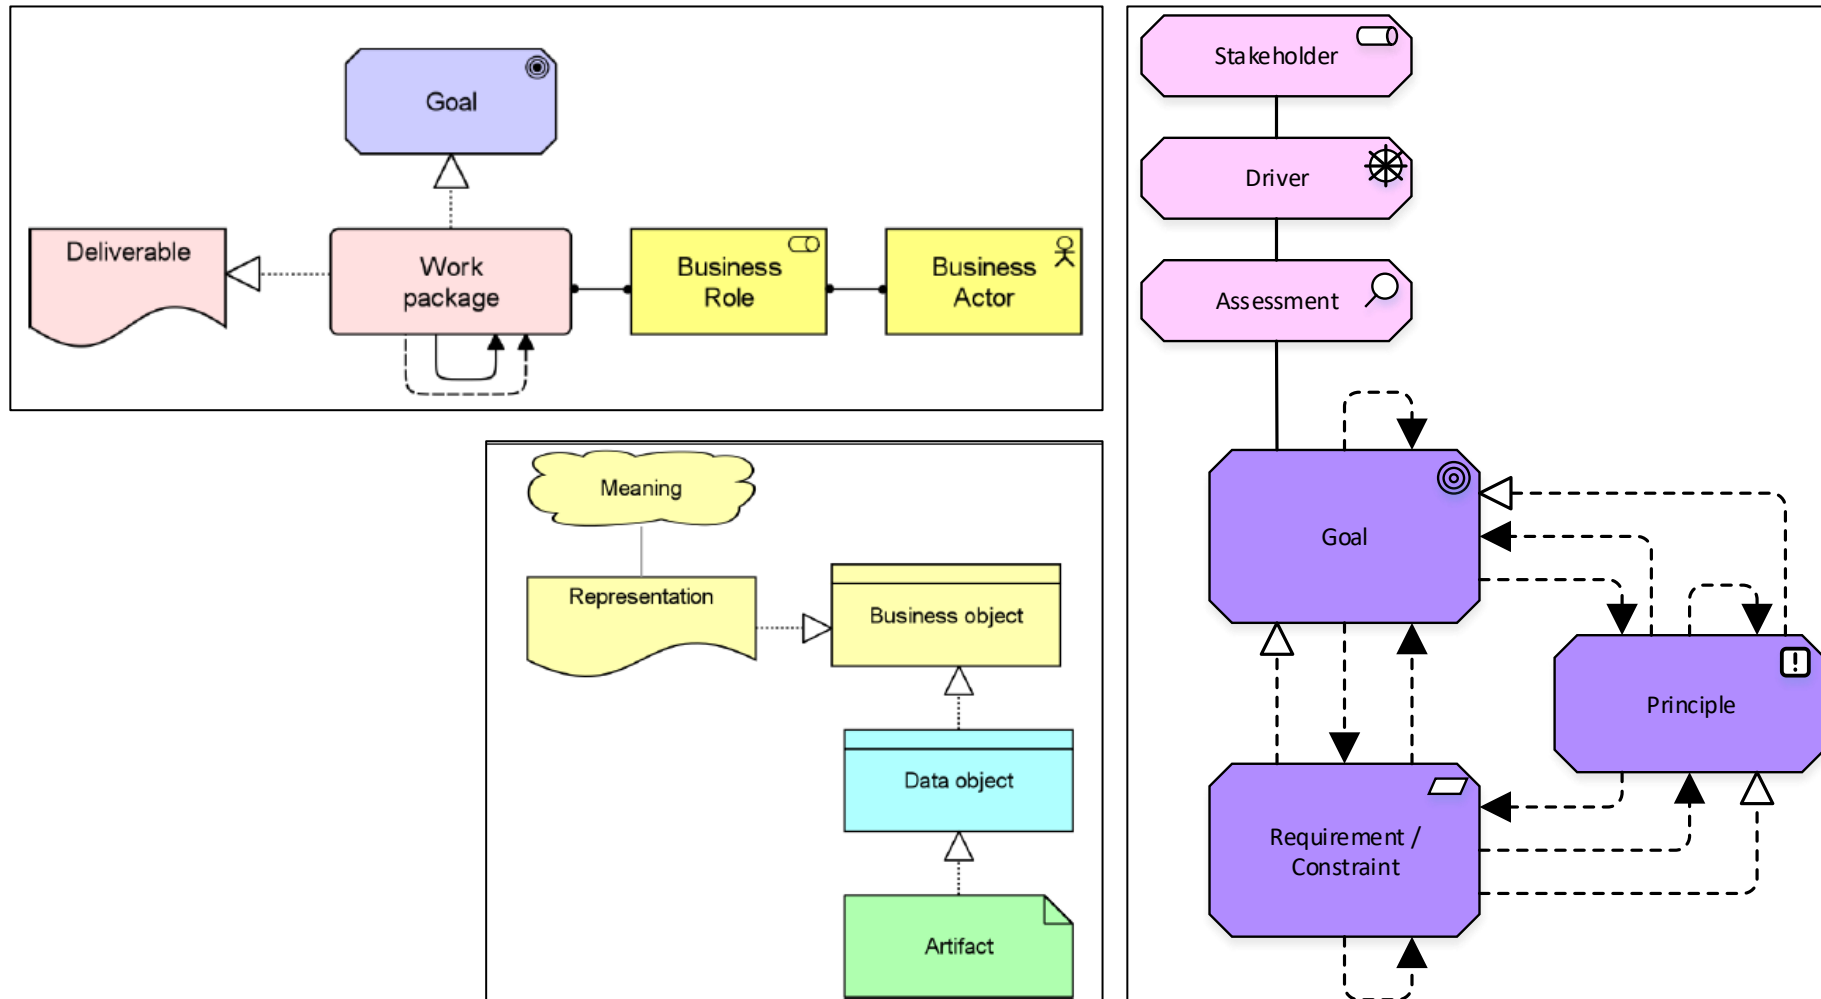 Goal
Deliverable
Work
package
Business
Role
Business
Actor
Meaning
Representation
Business object
Data object
Artifact
Stakeholder
Driver
Assessment
Goal
Principle
Requirement /
Constraint